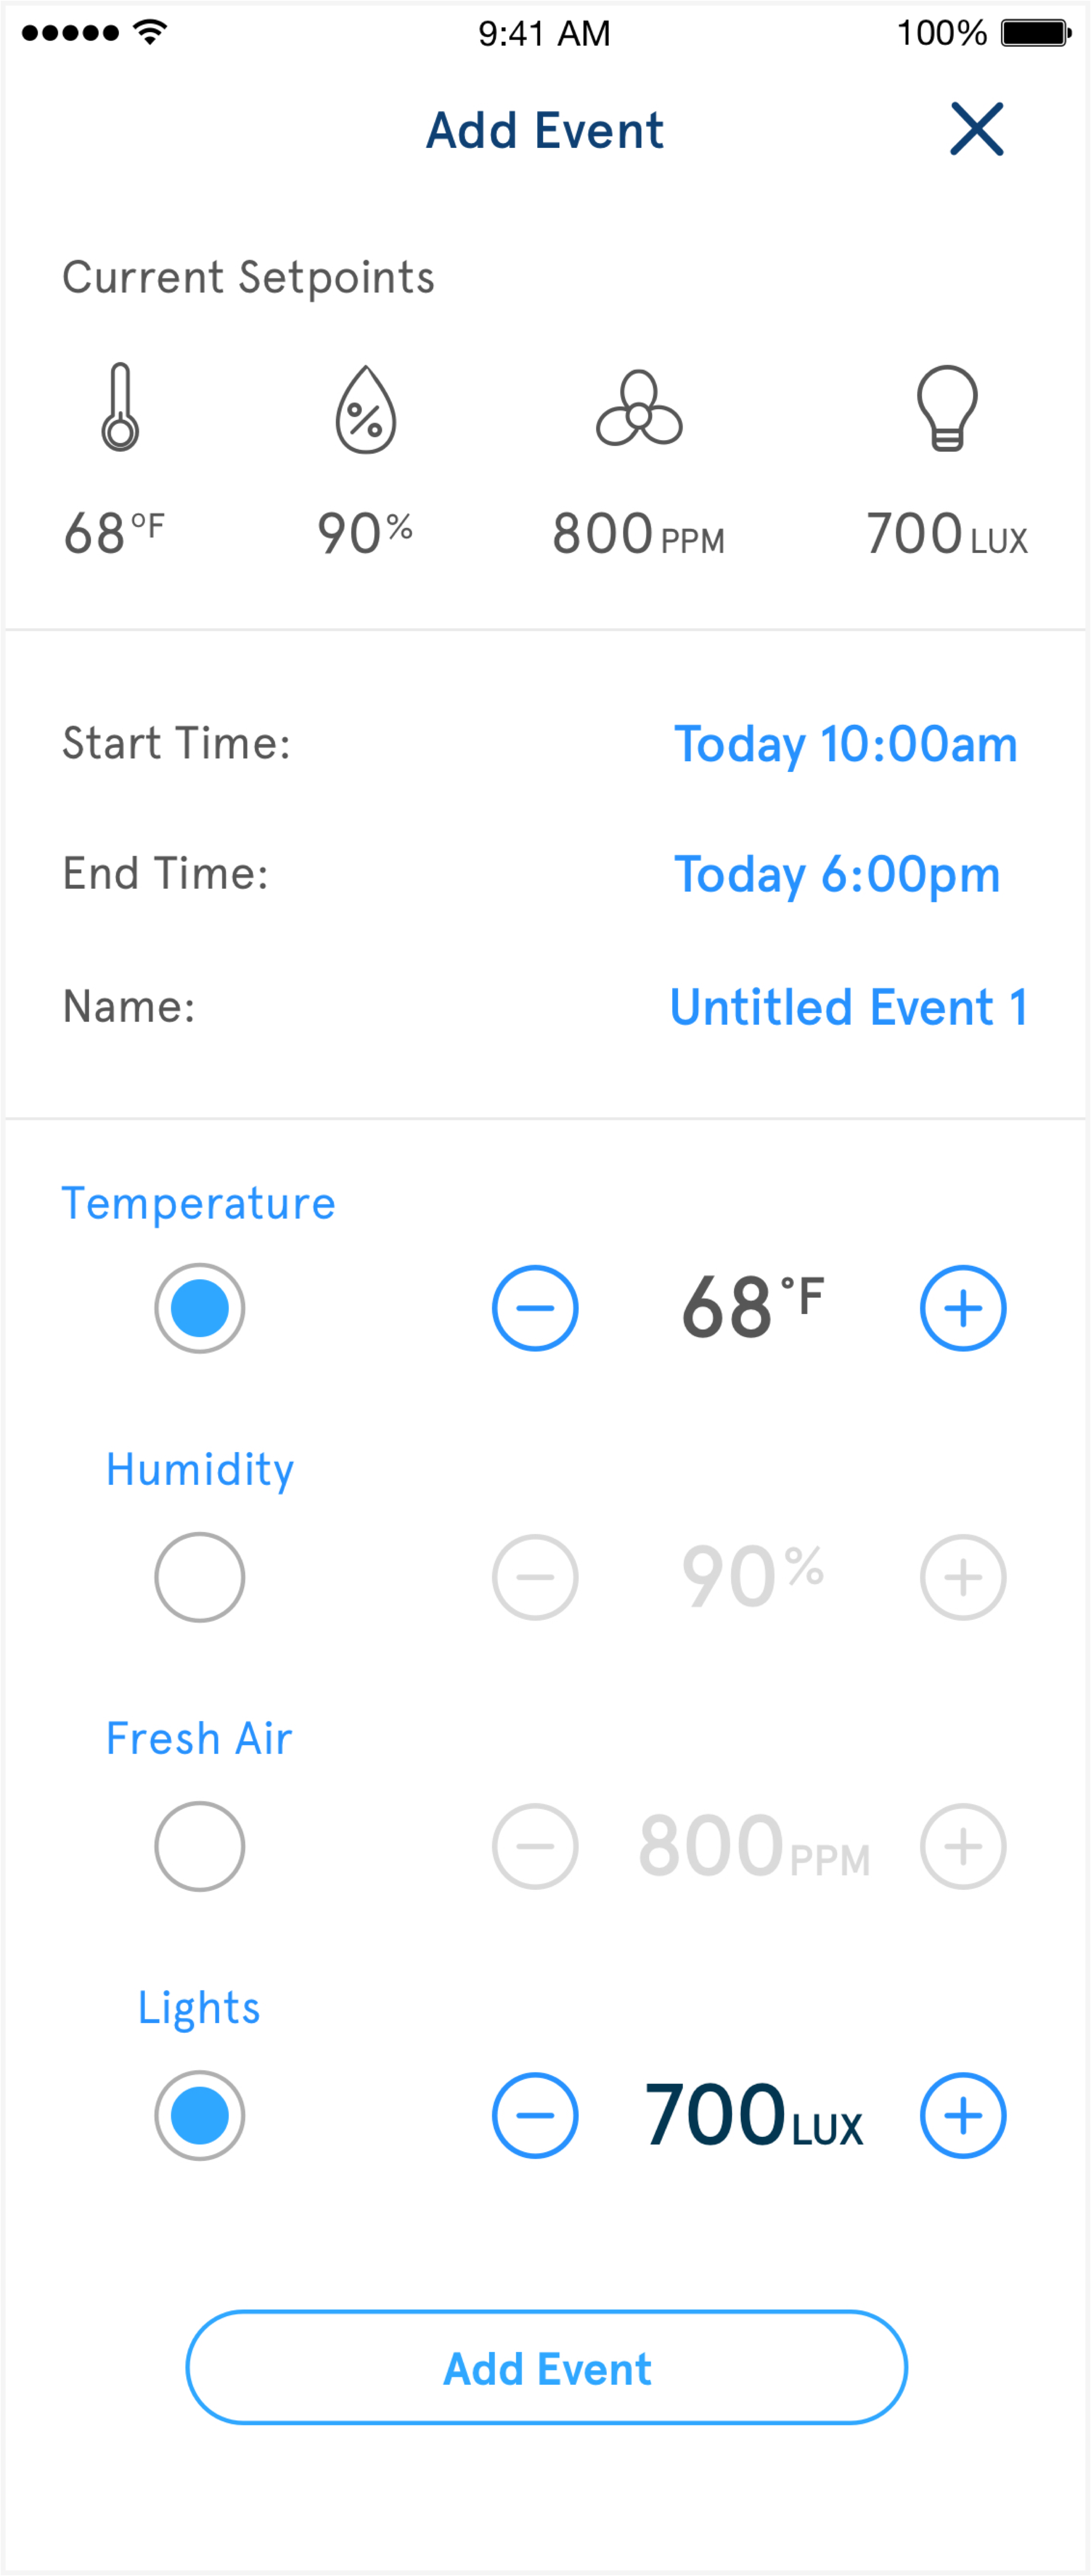 9:41 AM 100%
Add Event
Current Setpoints
68°F 90% 800 PPM 700 LUX
Start Time: Today 10:00am
End Time: Today 6:00pm
Name: Untitled Event 1
Temperature
68°F
Humidity
90%
Fresh Air
800 PPM
Lights
700 LUX
Add Event